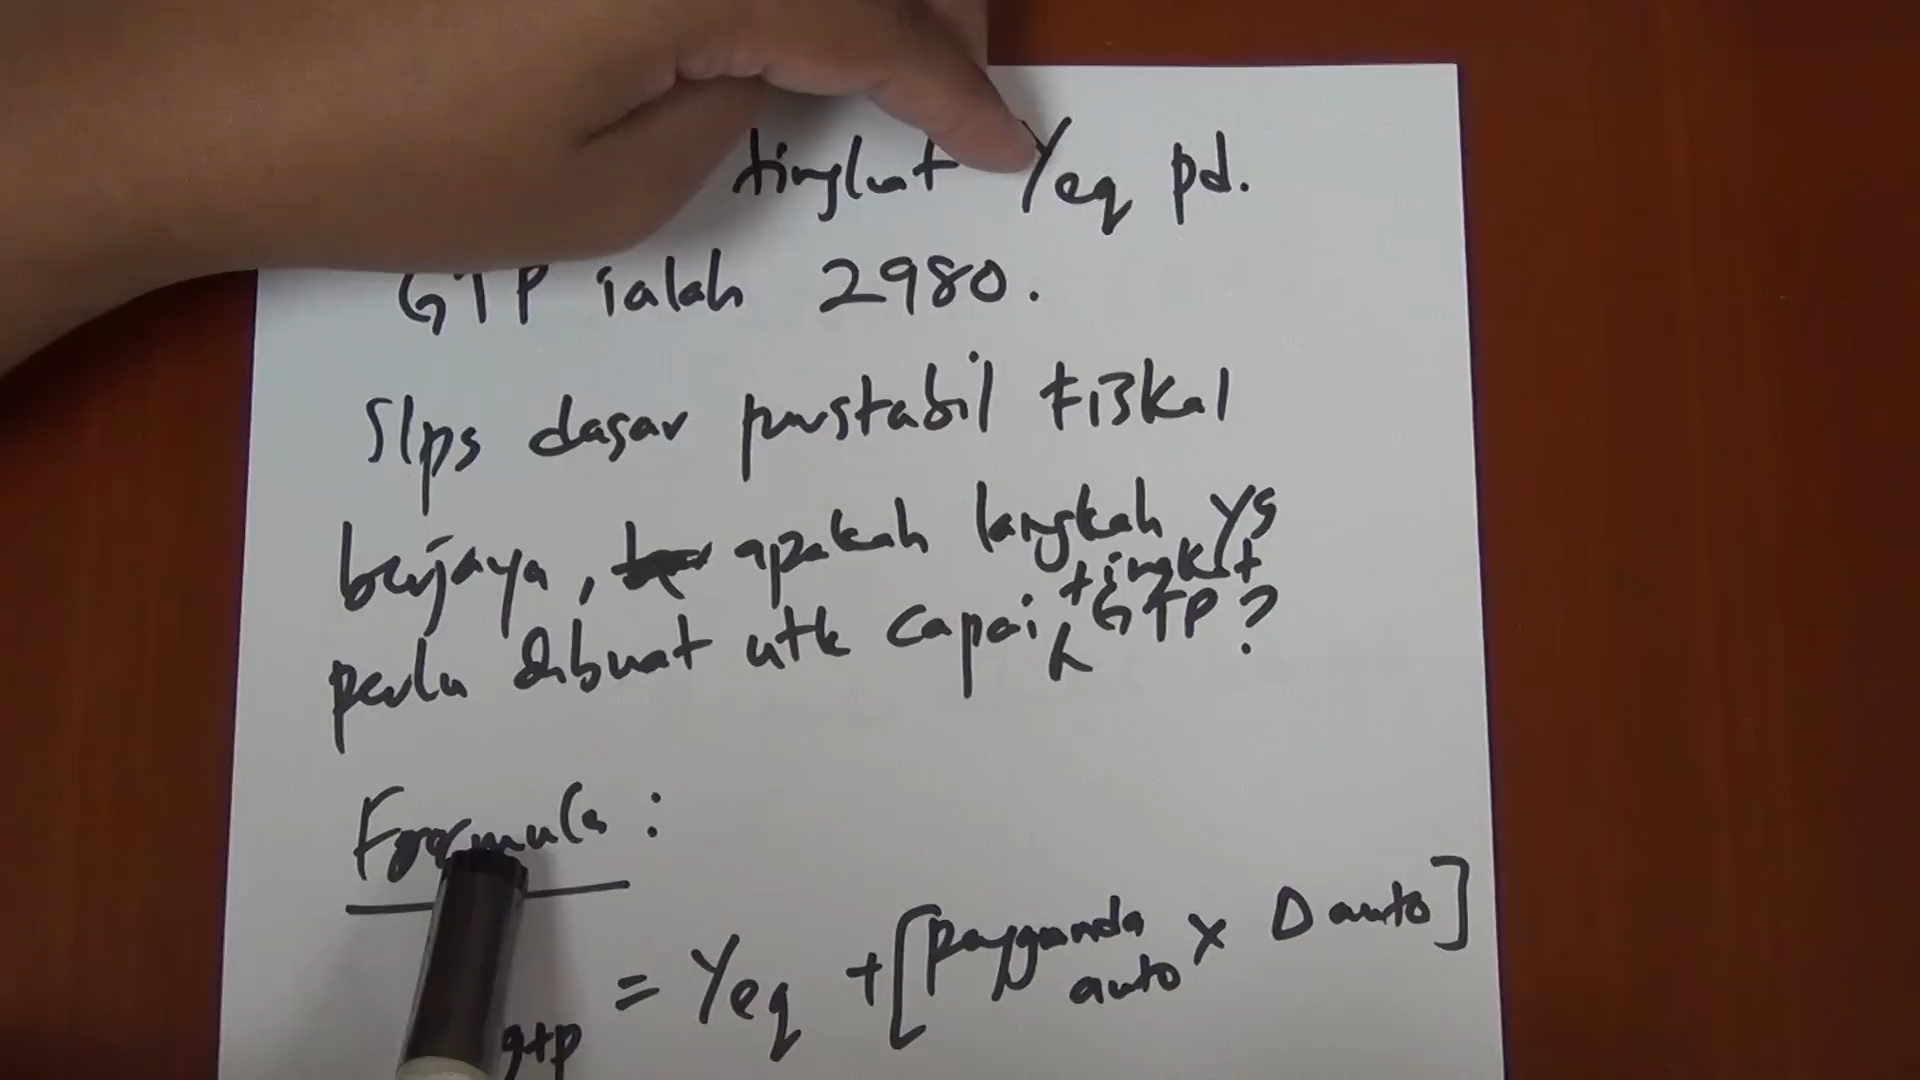 tingkat Yeq pd.
GTP ialah 2980.
Slps dasar penstabil fiskal
berjaya, apakah langkah yg
tingkat
perlu dibuat utk capai GTP?
Formula:
gtp = Yeq + [Pengganda auto x Δ auto]